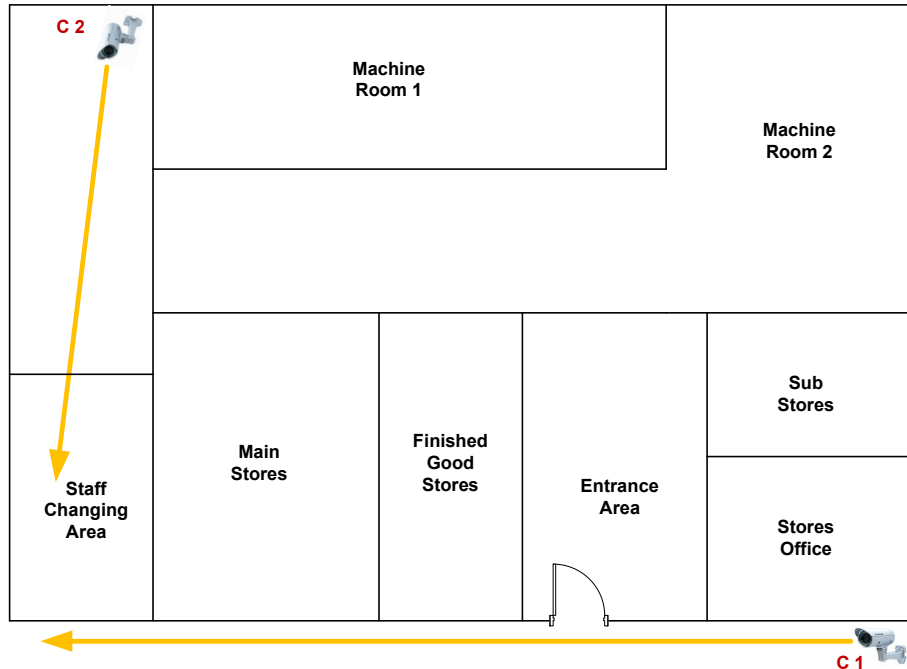 C 2
Machine
Room 1
Machine
Room 2
Sub
Stores
Main
Stores
Finished
Good
Stores
Entrance
Area
Staff
Changing
Area
Stores
Office
C 1